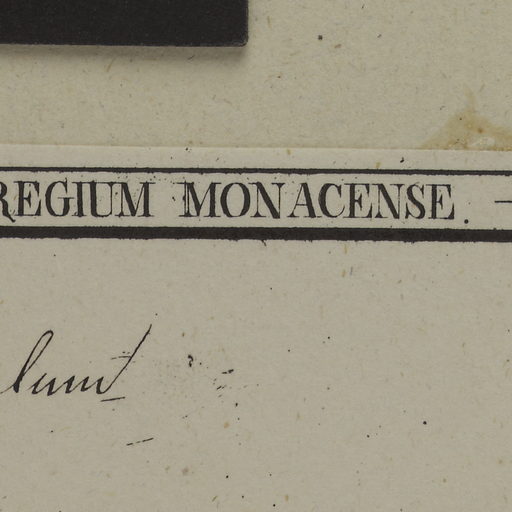 REGIUM MONACENSE. —